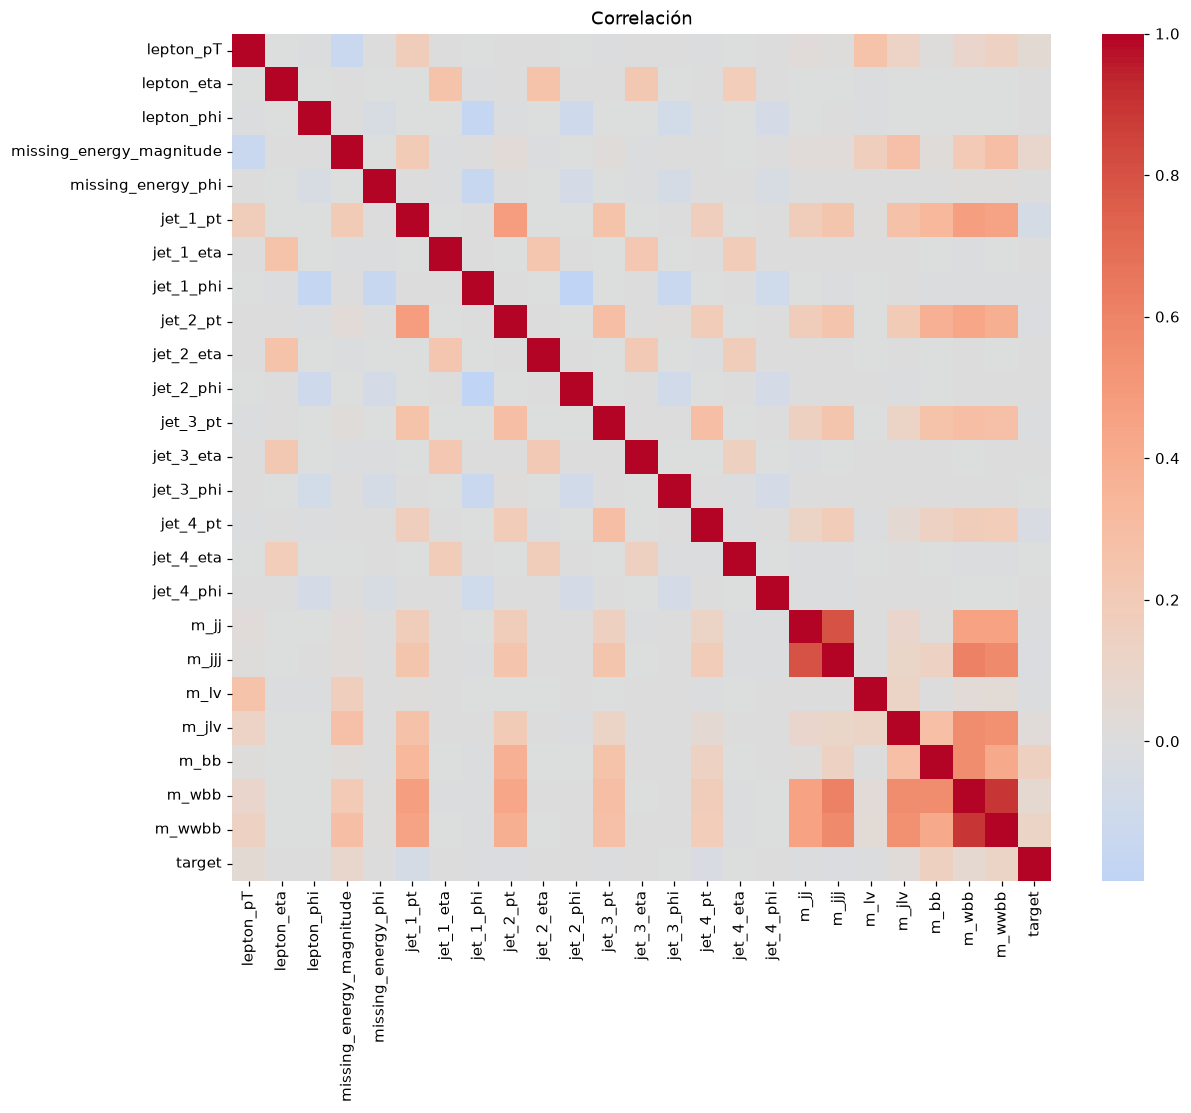 Correlación
lepton_pT
lepton_eta
lepton_phi
missing_energy_magnitude
missing_energy_phi
jet_1_pt
jet_1_eta
jet_1_phi
jet_2_pt
jet_2_eta
jet_2_phi
jet_3_pt
jet_3_eta
jet_3_phi
jet_4_pt
jet_4_eta
jet_4_phi
m_jj
m_jjj
m_lv
m_jlv
m_bb
m_wbb
m_wwbb
target
lepton_pT
lepton_eta
lepton_phi
missing_energy_magnitude
missing_energy_phi
jet_1_pt
jet_1_eta
jet_1_phi
jet_2_pt
jet_2_eta
jet_2_phi
jet_3_pt
jet_3_eta
jet_3_phi
jet_4_pt
jet_4_eta
jet_4_phi
m_jj
m_jjj
m_lv
m_jlv
m_bb
m_wbb
m_wwbb
target
1.0
0.8
0.6
0.4
0.2
0.0